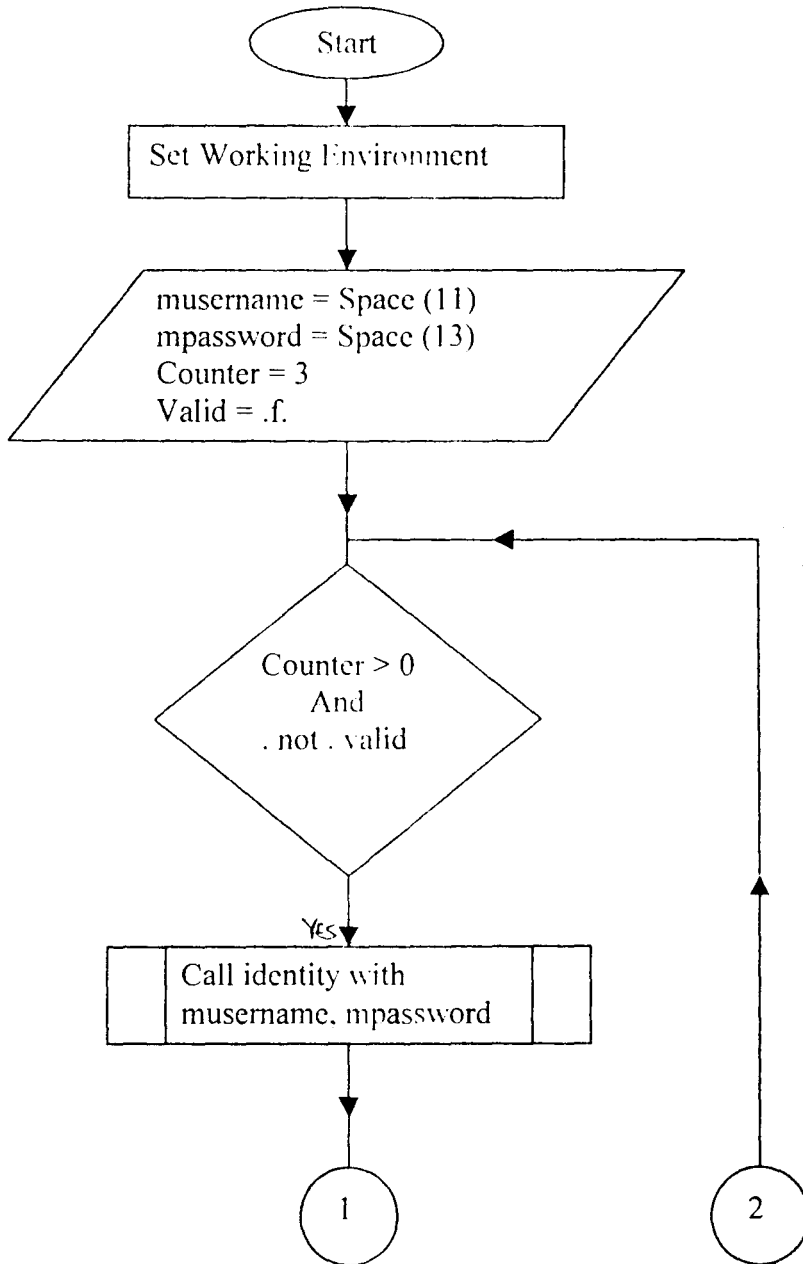 Start
Set Working Environment
musername = Space (11)
mpassword = Space (13)
Counter = 3
Valid = .f.
Counter > 0
And
. not . valid
YES
Call identity with
musername, mpassword
1
2